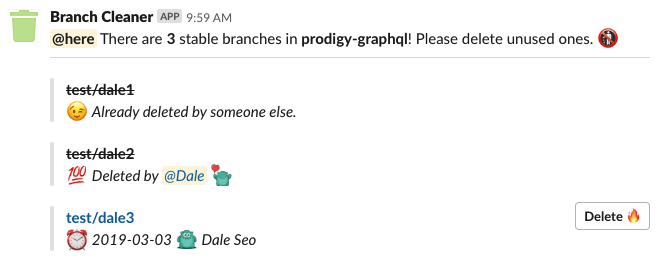 Branch Cleaner APP 9:59 AM
@here There are 3 stable branches in prodigy-graphql! Please delete unused ones.
test/dale1
😉 Already deleted by someone else.
test/dale2
💯 Deleted by @Dale
test/dale3
Delete 🔥
⏰ 2019-03-03 Dale Seo